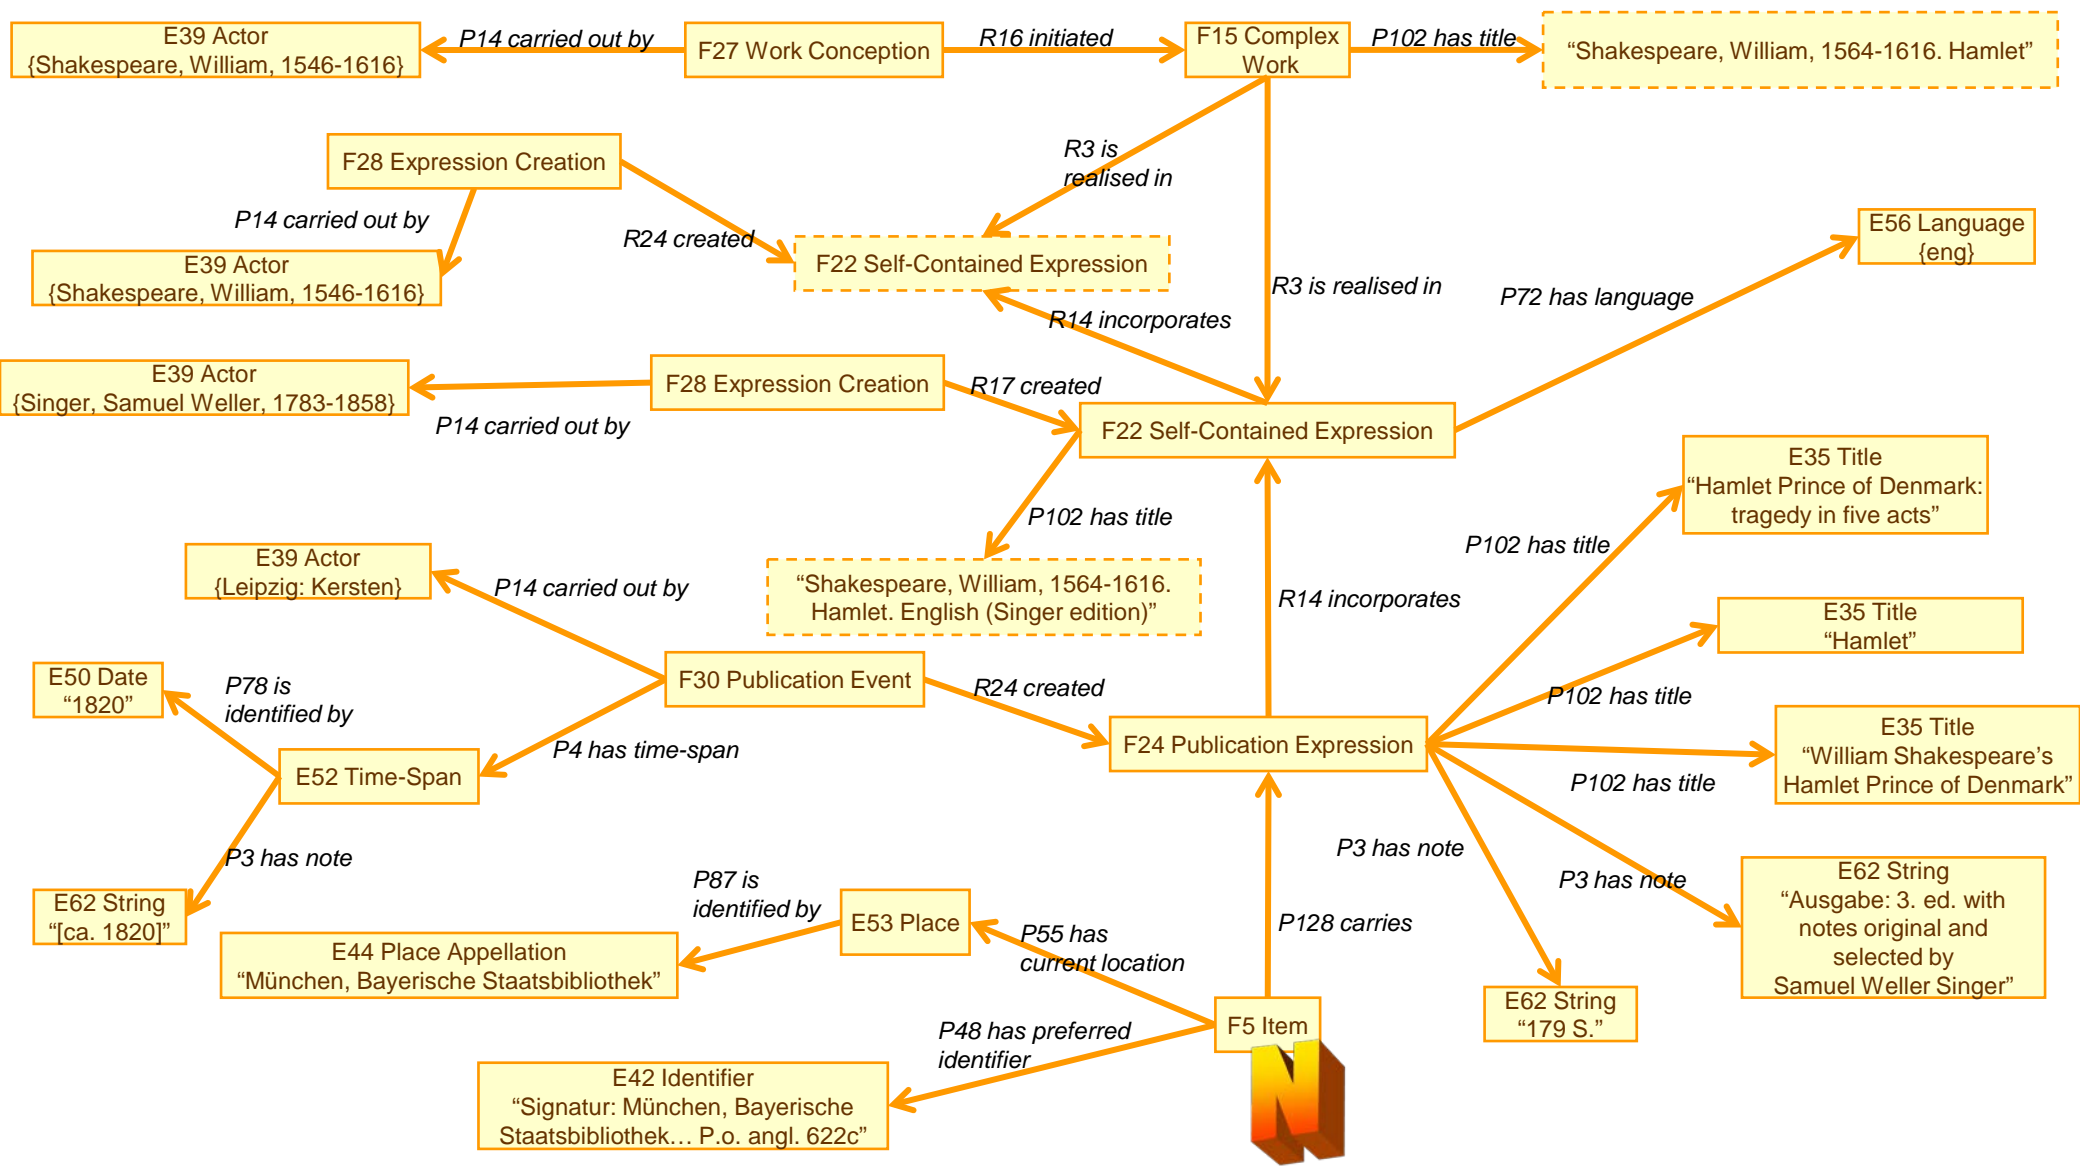 E39 Actor
{Shakespeare, William, 1546-1616}
P14 carried out by
F27 Work Conception
R16 initiated
F15 Complex
Work
P102 has title
“Shakespeare, William, 1564-1616. Hamlet”
F28 Expression Creation
R3 is
realised in
P14 carried out by
R24 created
E39 Actor
{Shakespeare, William, 1546-1616}
F22 Self-Contained Expression
E56 Language
{eng}
R3 is realised in
P72 has language
R14 incorporates
E39 Actor
{Singer, Samuel Weller, 1783-1858}
P14 carried out by
F28 Expression Creation
R17 created
F22 Self-Contained Expression
P102 has title
“Shakespeare, William, 1564-1616.
Hamlet. English (Singer edition)”
R14 incorporates
P102 has title
E35 Title
“Hamlet Prince of Denmark:
tragedy in five acts”
E39 Actor
{Leipzig: Kersten}
P14 carried out by
E35 Title
“Hamlet”
P102 has title
E50 Date
“1820”
P78 is
identified by
F30 Publication Event
R24 created
F24 Publication Expression
P4 has time-span
E52 Time-Span
E35 Title
“William Shakespeare’s
Hamlet Prince of Denmark”
P102 has title
P3 has note
E62 String
“[ca. 1820]”
P3 has note
P3 has note
E62 String
“Ausgabe: 3. ed. with
notes original and
selected by
Samuel Weller Singer”
P87 is
identified by
E53 Place
P55 has
current location
P128 carries
E44 Place Appellation
“München, Bayerische Staatsbibliothek”
E62 String
“179 S.”
F5 Item
P48 has preferred
identifier
E42 Identifier
“Signatur: München, Bayerische
Staatsbibliothek… P.o. angl. 622c”
N